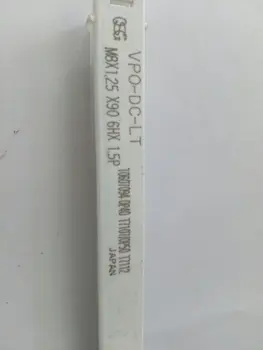 OSG VPO-DC-LT
M8X1.25 X90 6HX 1.5P
JAPAN